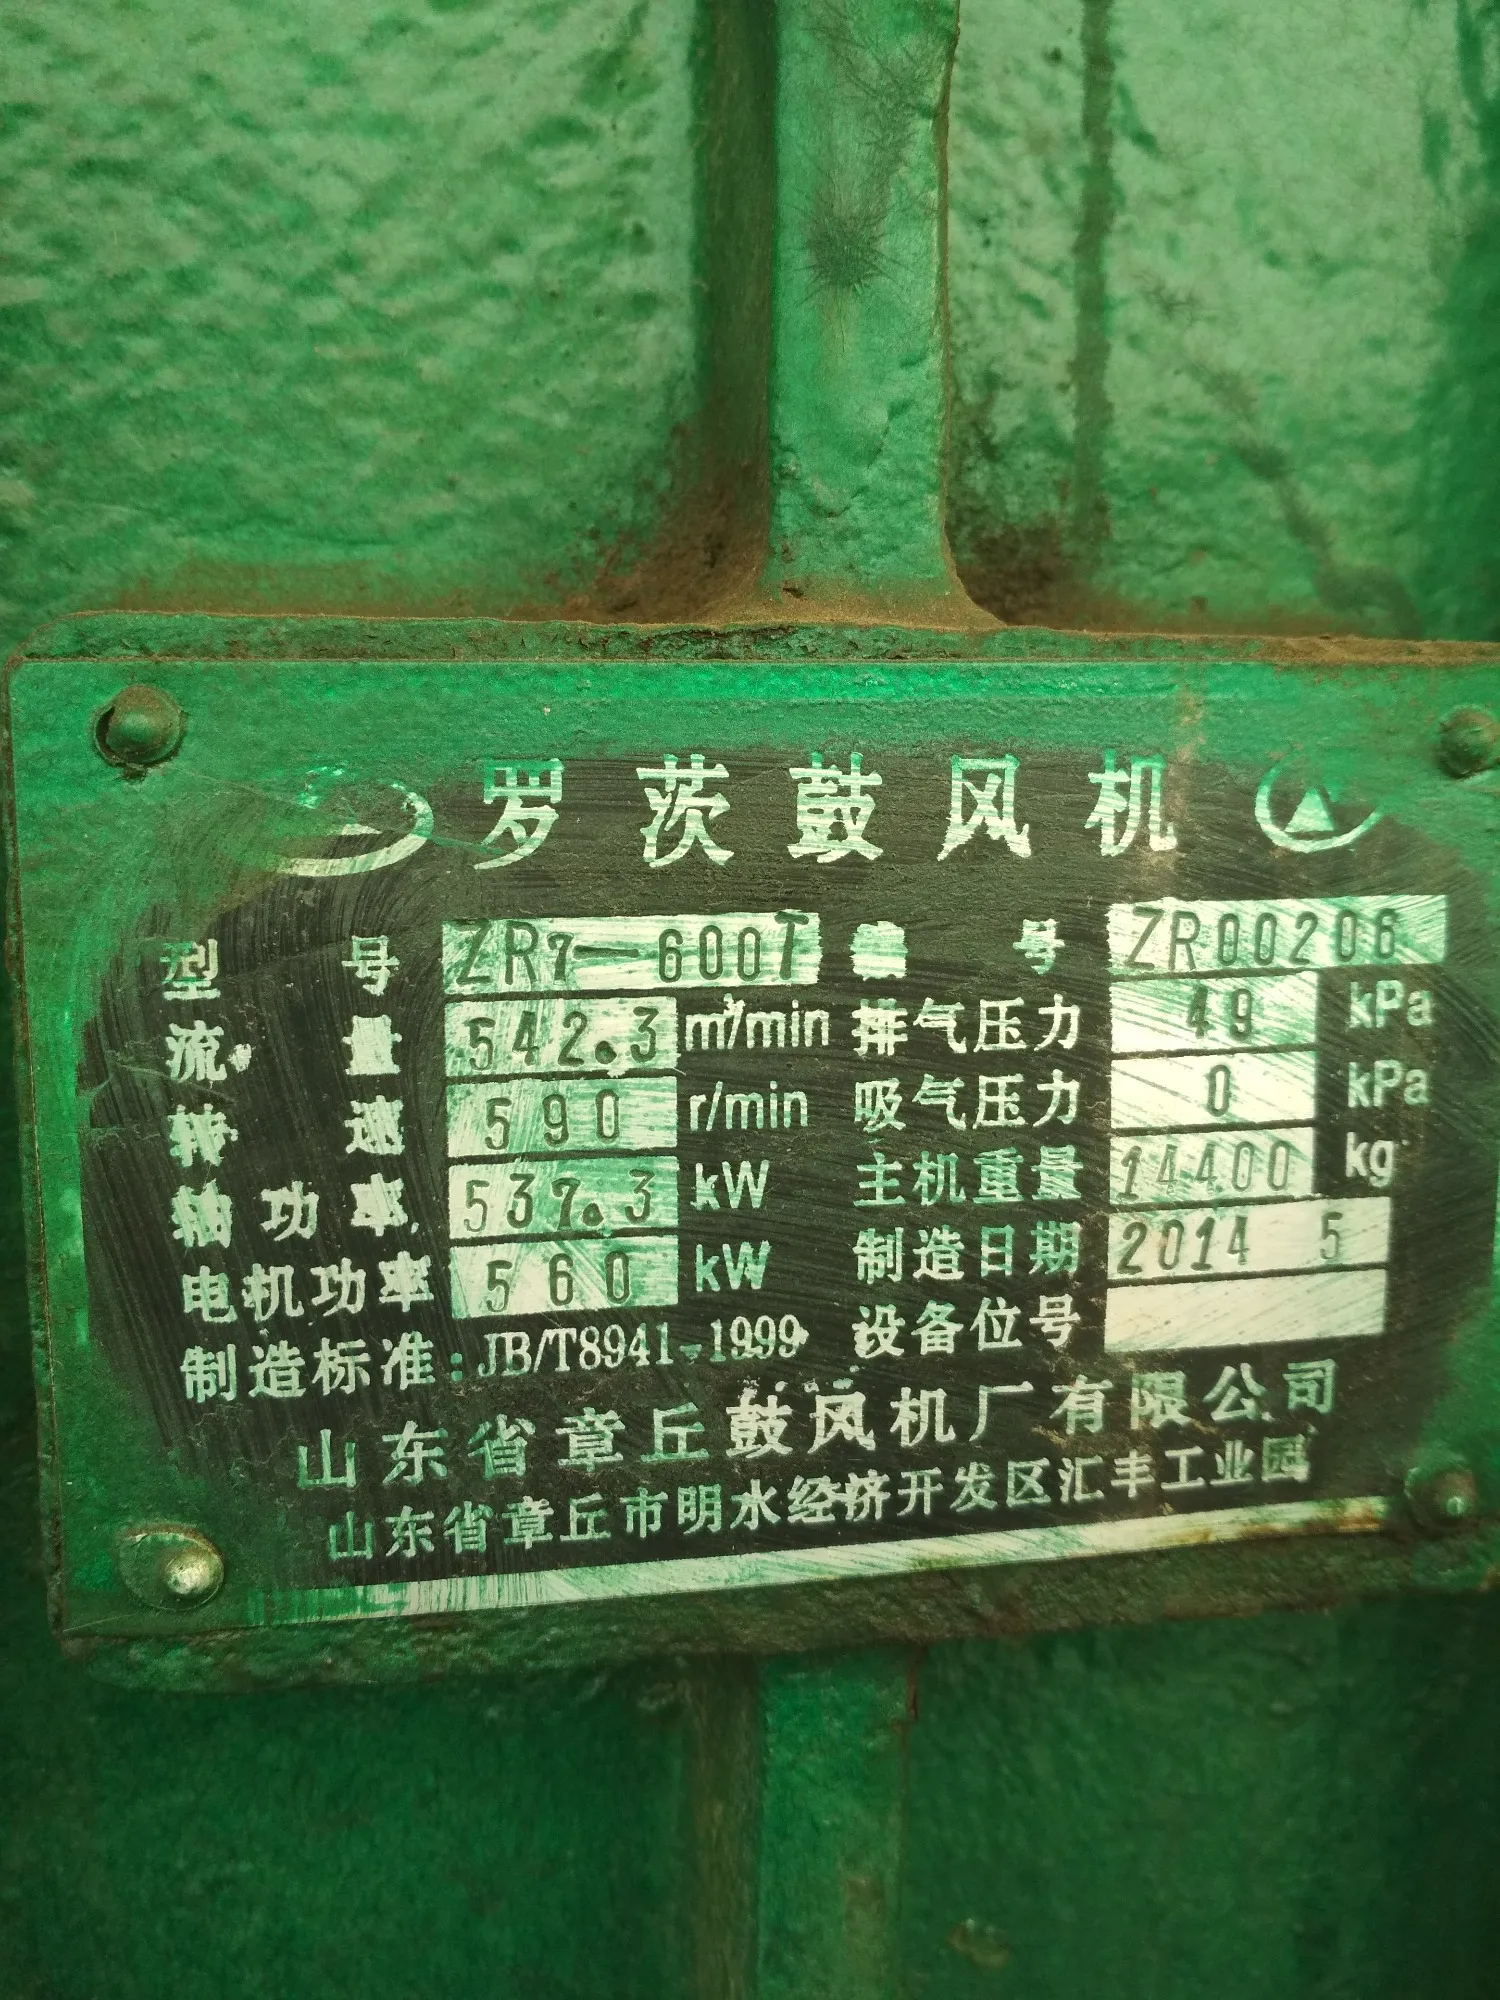 罗茨鼓风机
型号 ZR7-600T 编号 ZR00206
流量 542.3 m³/min 排气压力 49 kPa
转速 590 r/min 吸气压力 0 kPa
轴功率 537.3 kW 主机重量 14400 kg
电机功率 560 kW 制造日期 2014 5
制造标准:JB/T8941-1999 设备位号
山东省章丘鼓风机厂有限公司
山东省章丘市明水经济开发区汇丰工业园